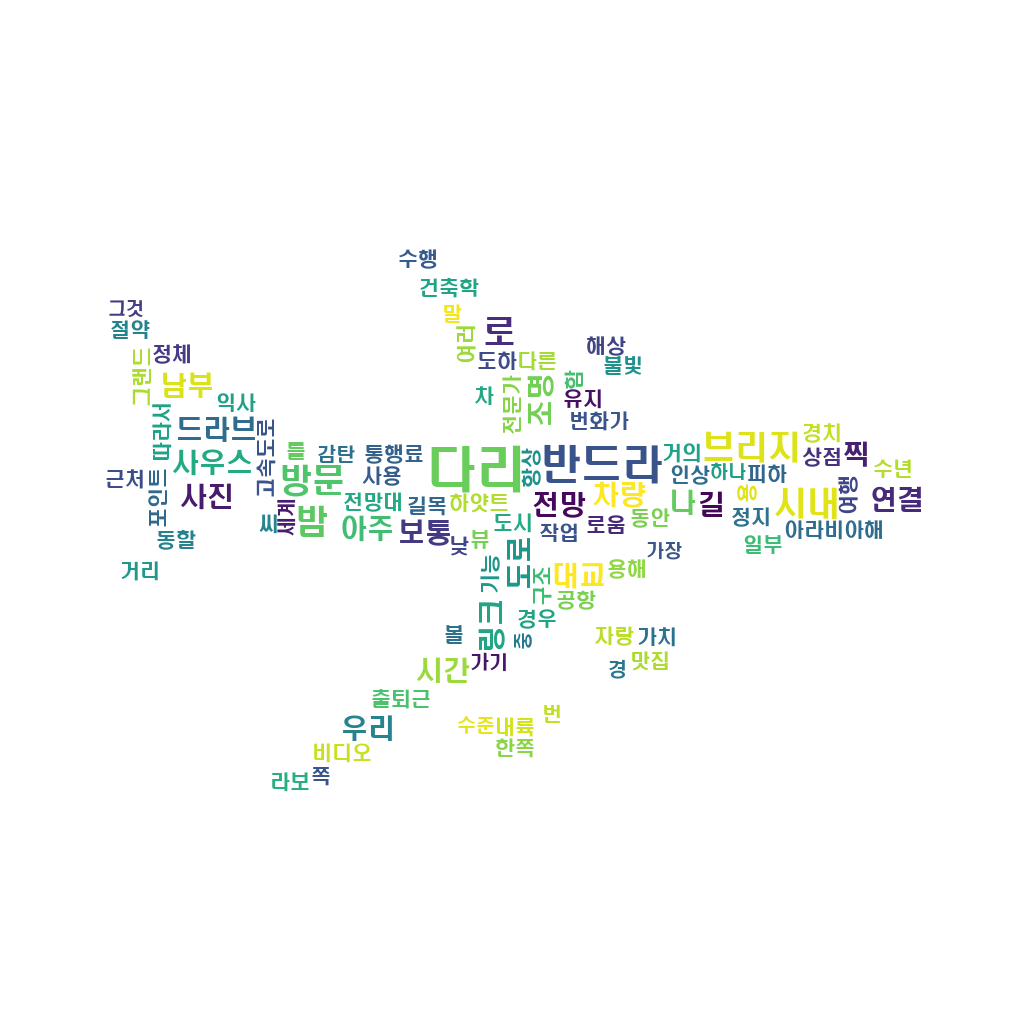 수행
건축학
그것
말
절약
여러
로
해상
정체
도하
다른
불빛
그랜드
남부
차
전문가
조명
함
유지
익사
번화가
따라서
드라브
고속도로
틀
감탄
통행료
다리
항상
반드라
거의
브리지
경치
상점
찍
수년
근처
포인트
사우스
방문
사용
인상
하나
피하
사진
전망대
길목
하얏트
전망
차량
나
길
용
시내
여행
연결
세계
밤
아주
보통
도시
작업
로움
동안
정지
아라비아해
동할
낮
뷰
가장
일부
거리
기능
도로
구조
대교
용해
공항
링크
경우
볼
중
자랑
가치
시간
가기
경
맛집
출퇴근
우리
수준
내륙
번
비디오
한쪽
라보
쪽